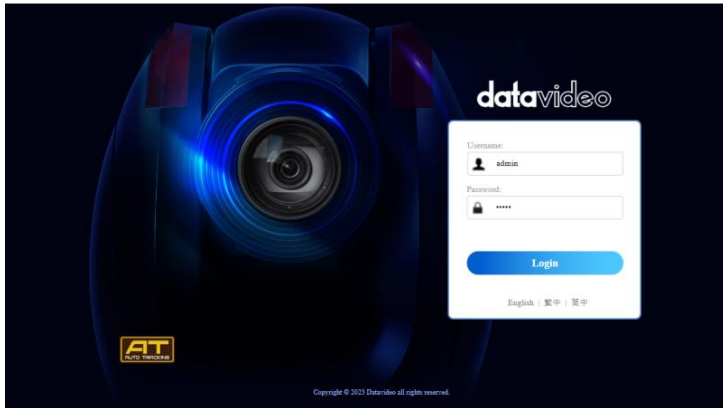 datavideo
Username:
admin
Password:
•••••
Login
English | 繁中 | 简中
AT
AUTO TRACKING
Copyright © 2023 Datavideo all rights reserved.